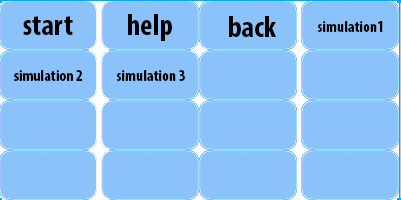 start
help
back
simulation1
simulation 2
simulation 3